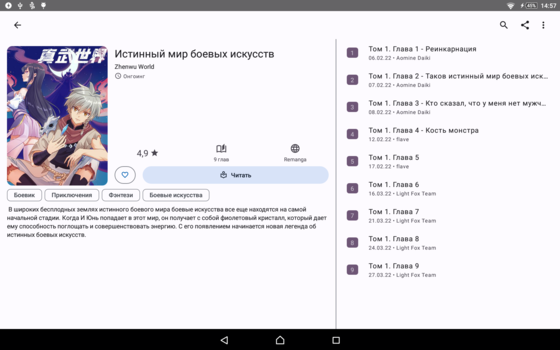 45%
14:57
真武世界
Истинный мир боевых искусств
Zhenwu World
Онгоинг
4,9
9 глав
Remanga
Читать
Боевик
Приключения
Фэнтези
Боевые искусства
В широких бесплодных землях истинного боевого мира боевые искусства все еще находятся на самой
начальной стадии. Когда И Юнь попадает в этот мир, он получает с собой фиолетовый кристалл, который дает
ему способность поглощать и совершенствовать энергию. С его появлением начинается новая легенда об
истинных боевых искусств.
1
Том 1. Глава 1 - Реинкарнация
06.02.22 • Aomine Daiki
2
Том 1. Глава 2 - Таков истинный мир боевых иск...
07.02.22 • Aomine Daiki
3
Том 1. Глава 3 - Кто сказал, что у меня нет мужч...
08.02.22 • Aomine Daiki
4
Том 1. Глава 4 - Кость монстра
12.02.22 • flave
5
Том 1. Глава 5
17.02.22 • flave
6
Том 1. Глава 6
16.03.22 • Light Fox Team
7
Том 1. Глава 7
21.03.22 • Light Fox Team
8
Том 1. Глава 8
24.03.22 • Light Fox Team
9
Том 1. Глава 9
27.03.22 • Light Fox Team